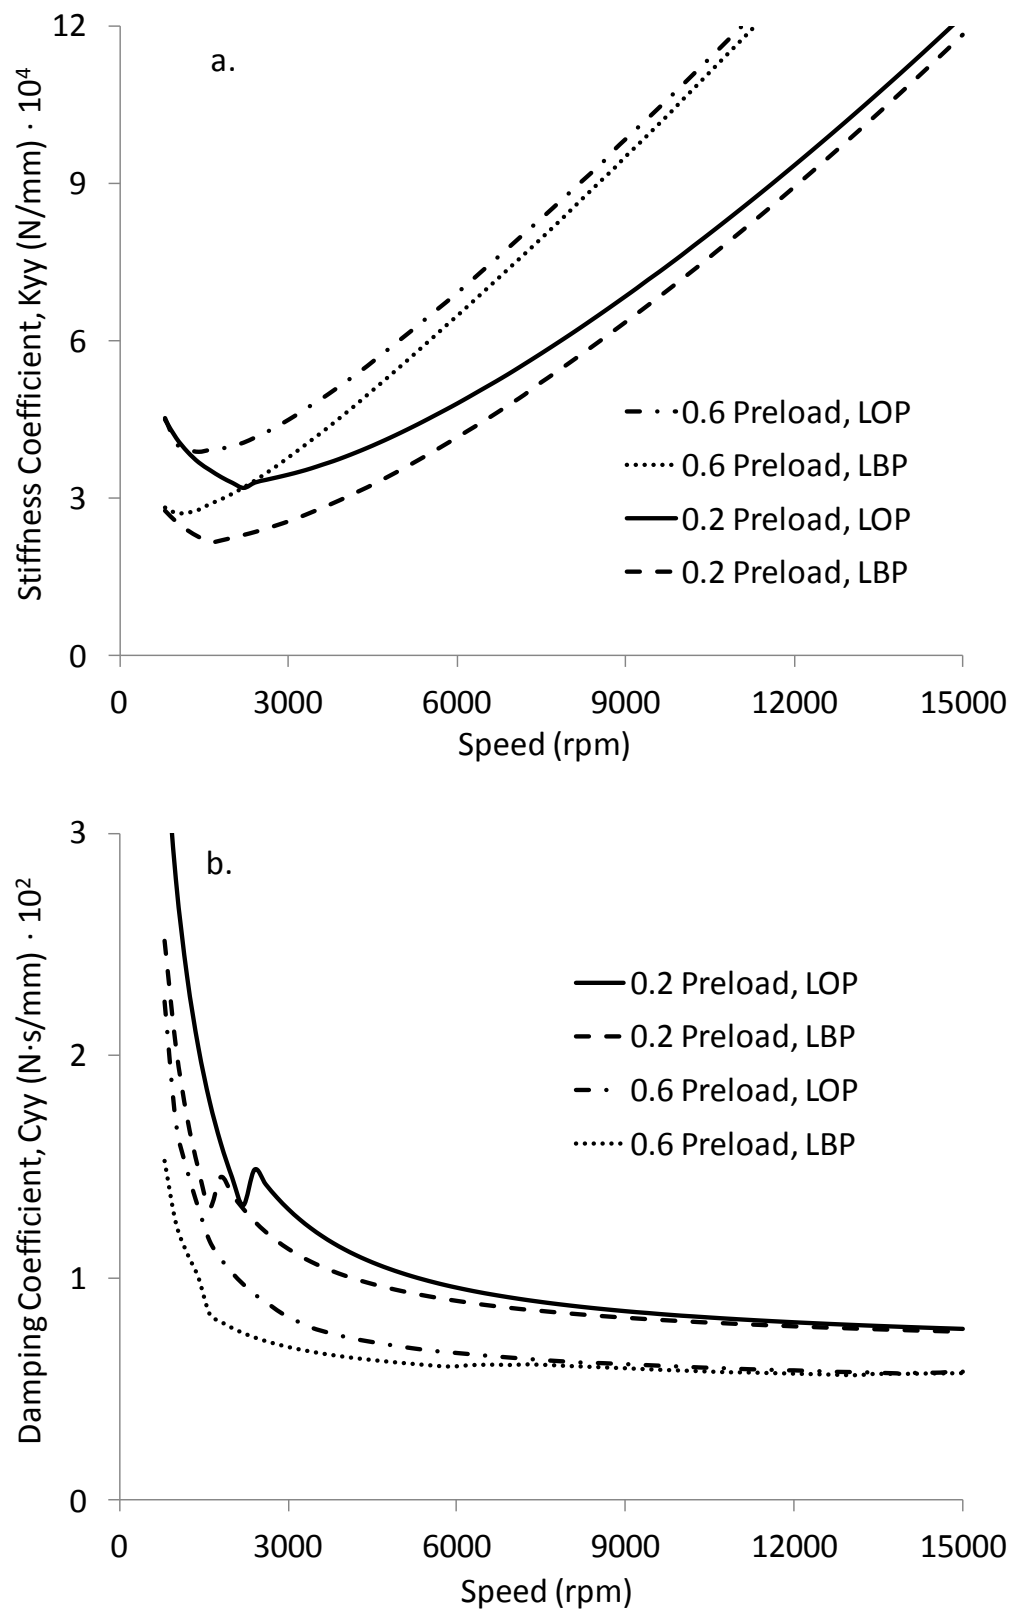 Stiffness Coefficient, Kyy (N/mm) · 10⁴
12
9
6
3
0
a.
0.6 Preload, LOP
0.6 Preload, LBP
0.2 Preload, LOP
0.2 Preload, LBP
0 3000 6000 9000 12000 15000
Speed (rpm)
Damping Coefficient, Cyy (N·s/mm) · 10²
3
2
1
0
b.
0.2 Preload, LOP
0.2 Preload, LBP
0.6 Preload, LOP
0.6 Preload, LBP
0 3000 6000 9000 12000 15000
Speed (rpm)